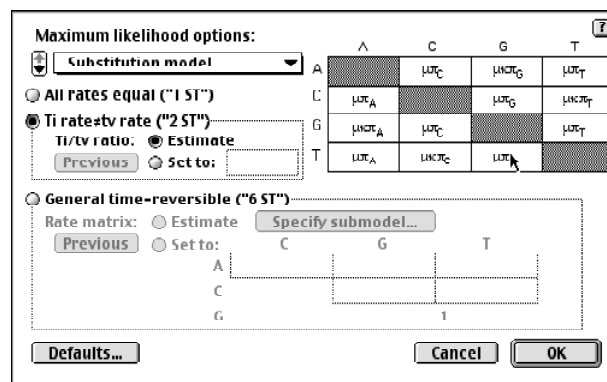 ?
Maximum likelihood options:
Substitution model
All rates equal ("1 ST")
Ti rate≠tv rate ("2 ST")
Ti/tv ratio: Estimate
Previous Set to:
A C G T
A μπC μκπG μπT
C μπA μπG μκπT
G μκπA μπC μπT
T μπA μκπC
General time-reversible ("6 ST")
Rate matrix: Estimate Specify submodel...
Previous Set to: C G T
A
C
G 1
Defaults... Cancel OK